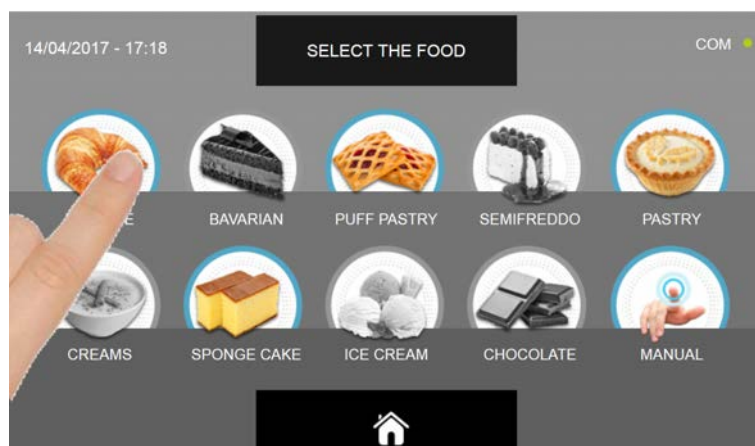 14/04/2017 - 17:18
SELECT THE FOOD
COM
BAVARIAN
PUFF PASTRY
SEMIFREDDO
PASTRY
CREAMS
SPONGE CAKE
ICE CREAM
CHOCOLATE
MANUAL